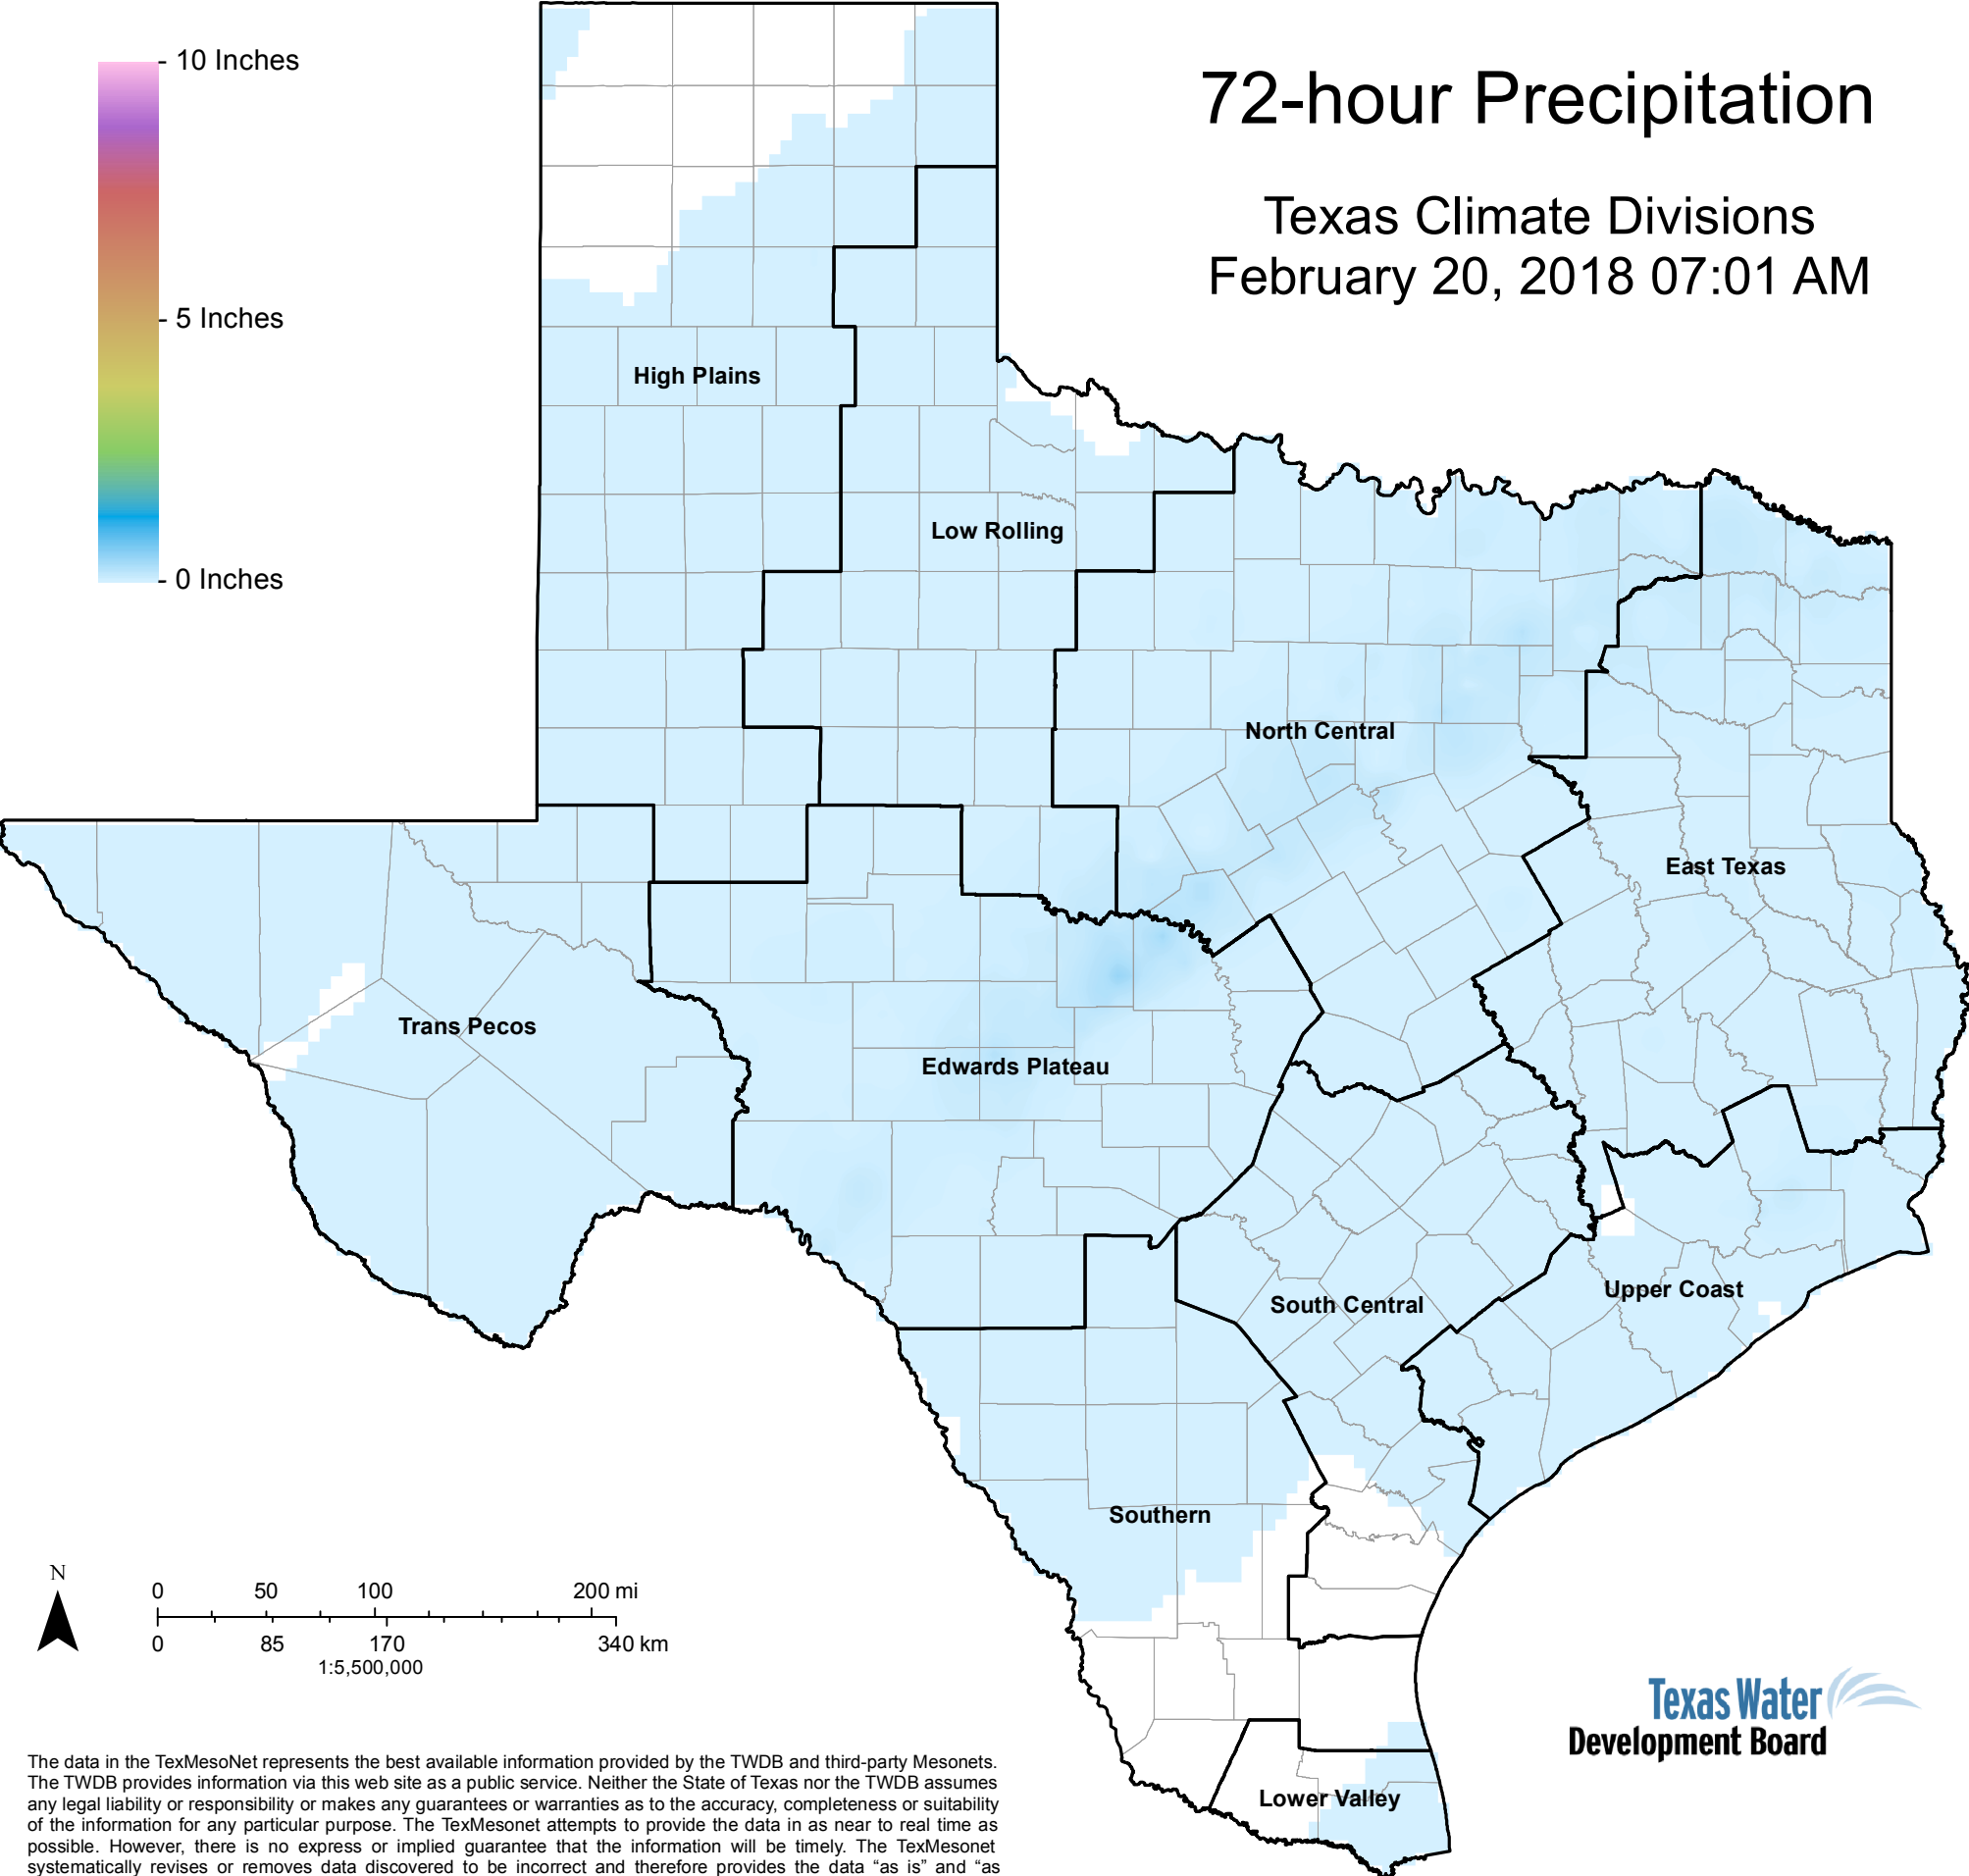 72-hour Precipitation
Texas Climate Divisions
February 20, 2018 07:01 AM
10 Inches
5 Inches
0 Inches
High Plains
Low Rolling
North Central
East Texas
Trans Pecos
Edwards Plateau
South Central
Upper Coast
Southern
Lower Valley
N
0 50 100 200 mi
0 85 170 340 km
1:5,500,000
Texas Water
Development Board
The data in the TexMesoNet represents the best available information provided by the TWDB and third-party Mesonets.
The TWDB provides information via this web site as a public service. Neither the State of Texas nor the TWDB assumes
any legal liability or responsibility or makes any guarantees or warranties as to the accuracy, completeness or suitability
of the information for any particular purpose. The TexMesonet attempts to provide the data in as near to real time as
possible. However, there is no express or implied guarantee that the information will be timely. The TexMesonet
systematically revises or removes data discovered to be incorrect and therefore provides the data “as is” and “as